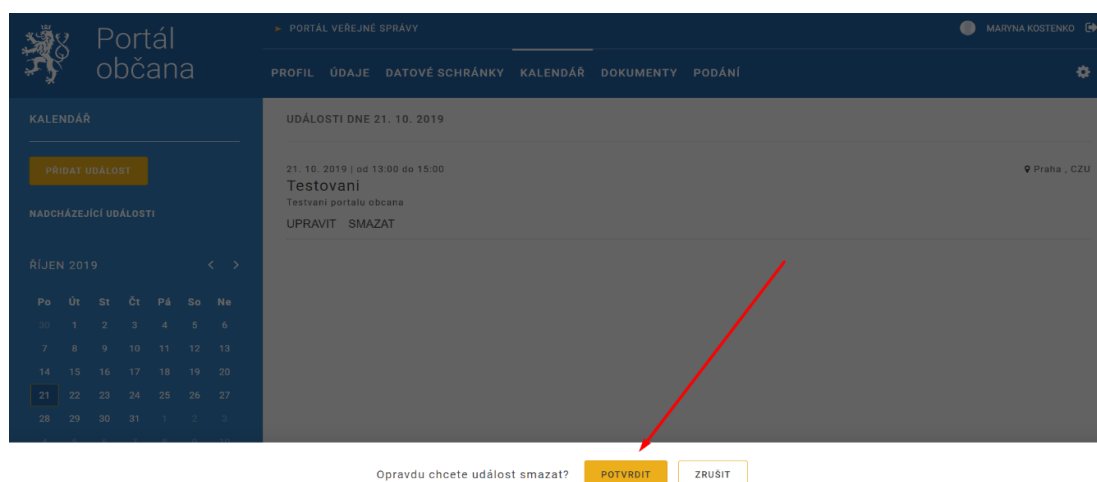 Portál
občana
► PORTÁL VEŘEJNÉ SPRÁVY
MARYNA KOSTENKO
PROFIL ÚDAJE DATOVÉ SCHRÁNKY KALENDÁŘ DOKUMENTY PODÁNÍ
KALENDÁŘ
PŘIDAT UDÁLOST
NADCHÁZEJÍCÍ UDÁLOSTI
ŘÍJEN 2019 < >
Po Út St Čt Pá So Ne
30 1 2 3 4 5 6
7 8 9 10 11 12 13
14 15 16 17 18 19 20
21 22 23 24 25 26 27
28 29 30 31 1 2 3
UDÁLOSTI DNE 21. 10. 2019
21. 10. 2019 | od 13:00 do 15:00
Praha , CZU
Testovani
Testvani portalu obcana
UPRAVIT SMAZAT
Opravdu chcete událost smazat? POTVRDIT ZRUŠIT